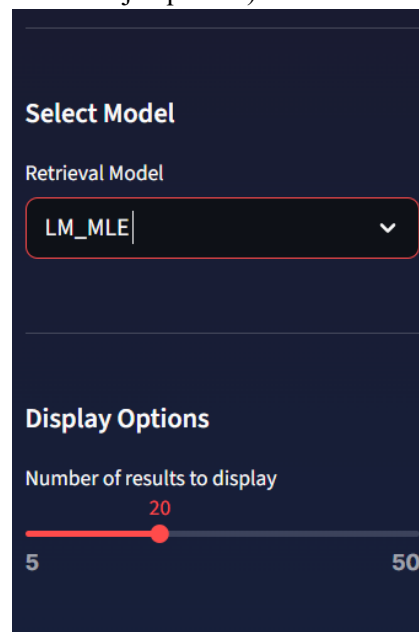 Select Model
Retrieval Model
LM_MLE
Display Options
Number of results to display
20
5
50